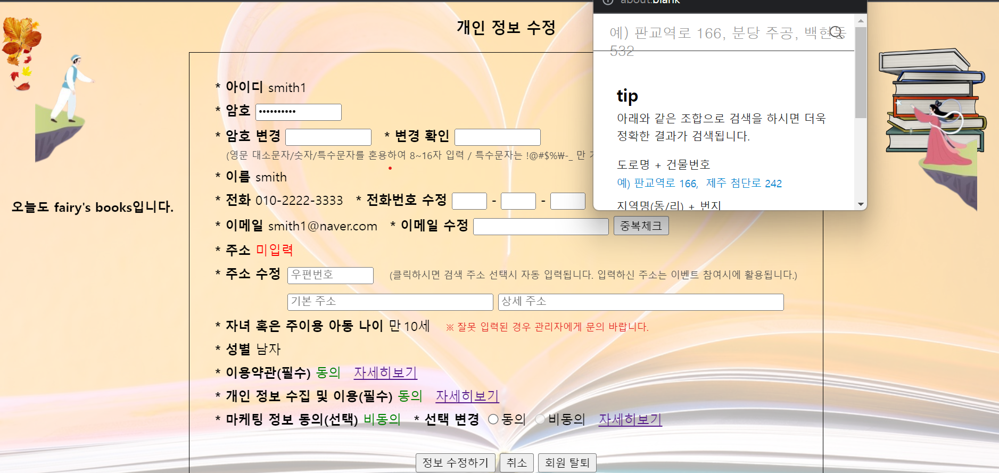 about:blank
개인 정보 수정
예) 판교역로 166, 분당 주공, 백현동
532
tip
아래와 같은 조합으로 검색을 하시면 더욱
정확한 결과가 검색됩니다.
도로명 + 건물번호
예) 판교역로 166, 제주 첨단로 242
지역명(동/리) + 번지
* 아이디 smith1
* 암호 ••••••••••
* 암호 변경 * 변경 확인
(영문 대소문자/숫자/특수문자를 혼용하여 8~16자 입력 / 특수문자는 !@#$%₩-_ 만
* 이름 smith
* 전화 010-2222-3333 * 전화번호 수정 - -
오늘도 fairy's books입니다.
* 이메일 smith1@naver.com * 이메일 수정 중복체크
* 주소 미입력
* 주소 수정 우편번호 (클릭하시면 검색 주소 선택시 자동 입력됩니다. 입력하신 주소는 이벤트 참여시에 활용됩니다.)
기본 주소 상세 주소
* 자녀 혹은 주이용 아동 나이 만 10세 ※ 잘못 입력된 경우 관리자에게 문의 바랍니다.
* 성별 남자
* 이용약관(필수) 동의 자세히보기
* 개인 정보 수집 및 이용(필수) 동의 자세히보기
* 마케팅 정보 동의(선택) 비동의 * 선택 변경 동의 비동의 자세히보기
정보 수정하기 취소 회원 탈퇴